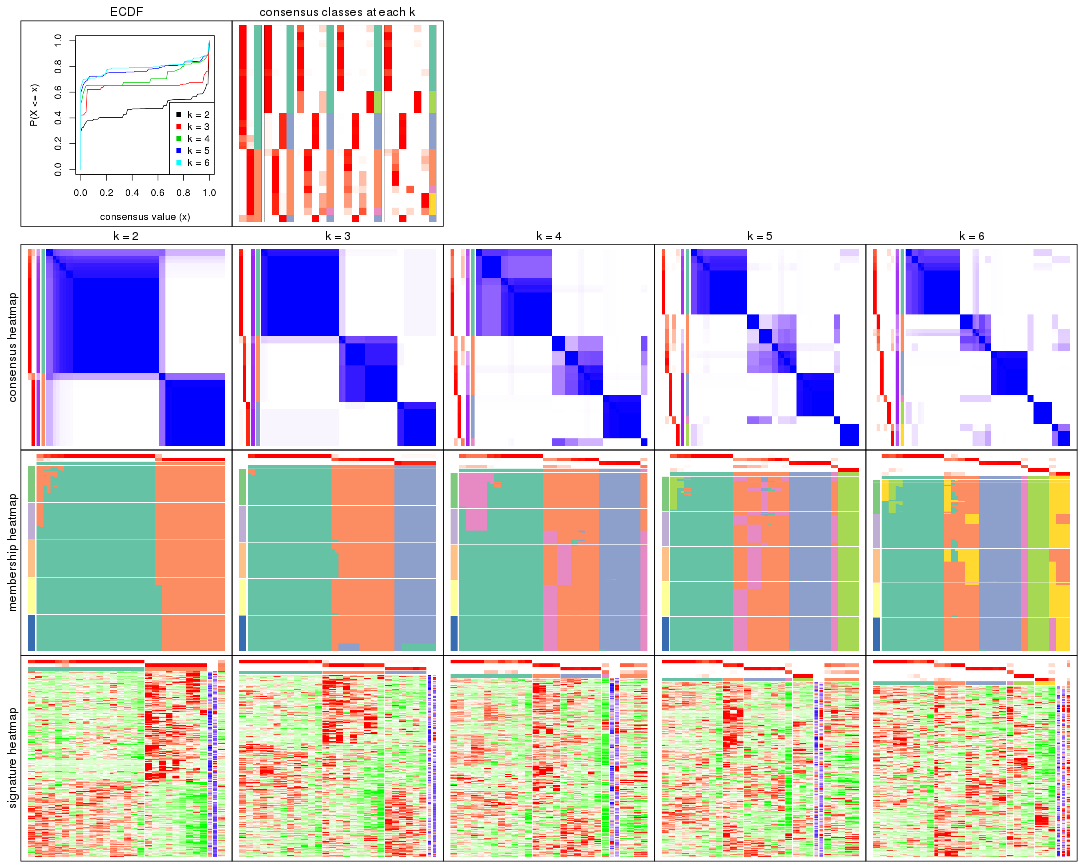 ECDF
consensus classes at each k
P(X <= x)
0.0 0.2 0.4 0.6 0.8 1.0
k = 2
k = 3
k = 4
k = 5
k = 6
0.0 0.2 0.4 0.6 0.8 1.0
consensus value (x)
k = 2
k = 3
k = 4
k = 5
k = 6
consensus heatmap
membership heatmap
signature heatmap